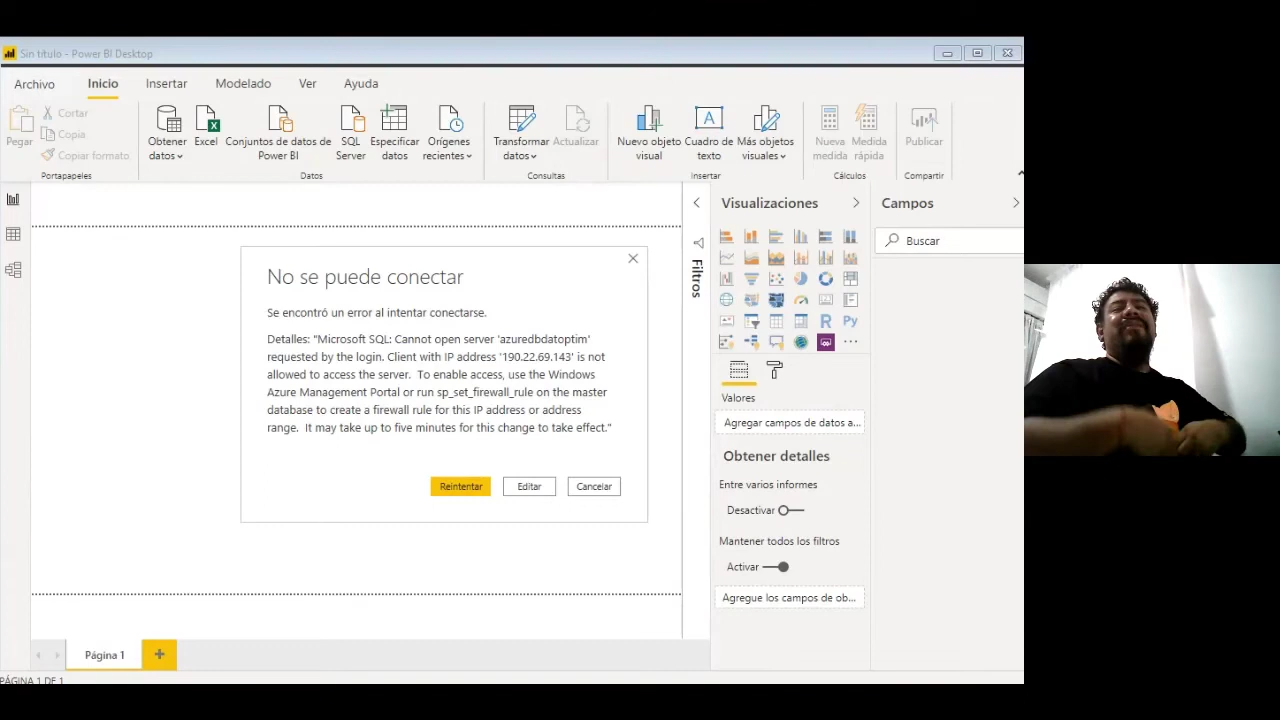 Sin título - Power BI Desktop
Archivo
Inicio
Insertar
Modelado
Ver
Ayuda
Pegar
Cortar
Copia
Copiar formato
Portapapeles
Obtener
datos
Excel
Conjuntos de datos de
Power BI
SQL
Server
Especificar
datos
Orígenes
recientes
Datos
Transformar
datos
Actualizar
Consultas
Nuevo objeto
visual
Cuadro de
texto
Más objetos
visuales
Insertar
Nueva
medida
Medida
rápida
Cálculos
Publicar
Compartir
No se puede conectar
Se encontró un error al intentar conectarse.
Detalles: "Microsoft SQL: Cannot open server 'azuredbdatoptim'
requested by the login. Client with IP address '190.22.69.143' is not
allowed to access the server.  To enable access, use the Windows
Azure Management Portal or run sp_set_firewall_rule on the master
database to create a firewall rule for this IP address or address
range.  It may take up to five minutes for this change to take effect."
Reintentar
Editar
Cancelar
Filtros
Visualizaciones
R
Py
Valores
Agregar campos de datos a...
Obtener detalles
Entre varios informes
Desactivar
Mantener todos los filtros
Activar
Agregue los campos de ob...
Campos
Buscar
Página 1
PÁGINA 1 DE 1